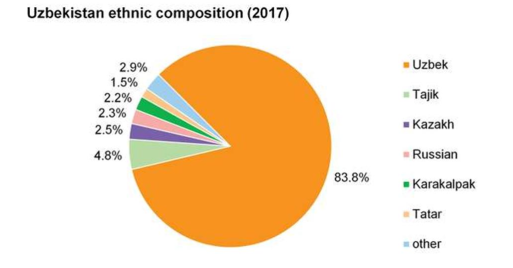 Uzbekistan ethnic composition (2017)
2.9%
1.5%
2.2%
2.3%
2.5%
4.8%
83.8%
Uzbek
Tajik
Kazakh
Russian
Karakalpak
Tatar
other